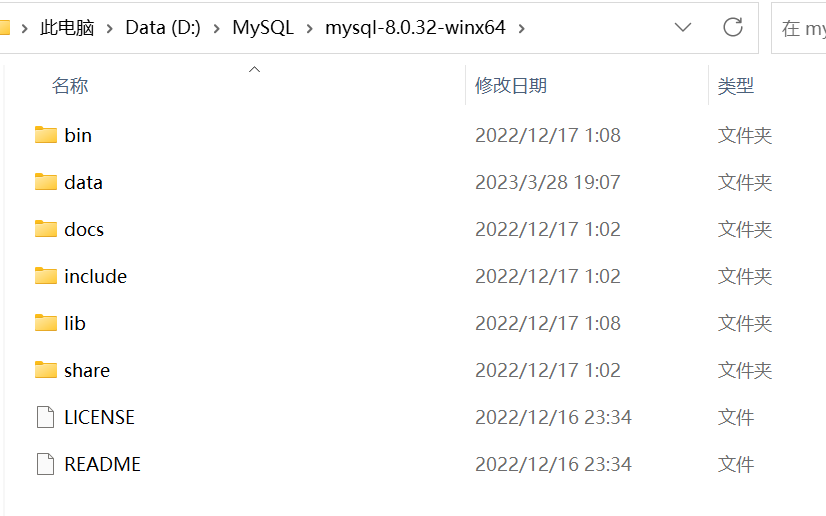 此电脑 Data (D:) MySQL mysql-8.0.32-winx64 在 my
名称 修改日期 类型
bin 2022/12/17 1:08 文件夹
data 2023/3/28 19:07 文件夹
docs 2022/12/17 1:02 文件夹
include 2022/12/17 1:02 文件夹
lib 2022/12/17 1:08 文件夹
share 2022/12/17 1:02 文件夹
LICENSE 2022/12/16 23:34 文件
README 2022/12/16 23:34 文件